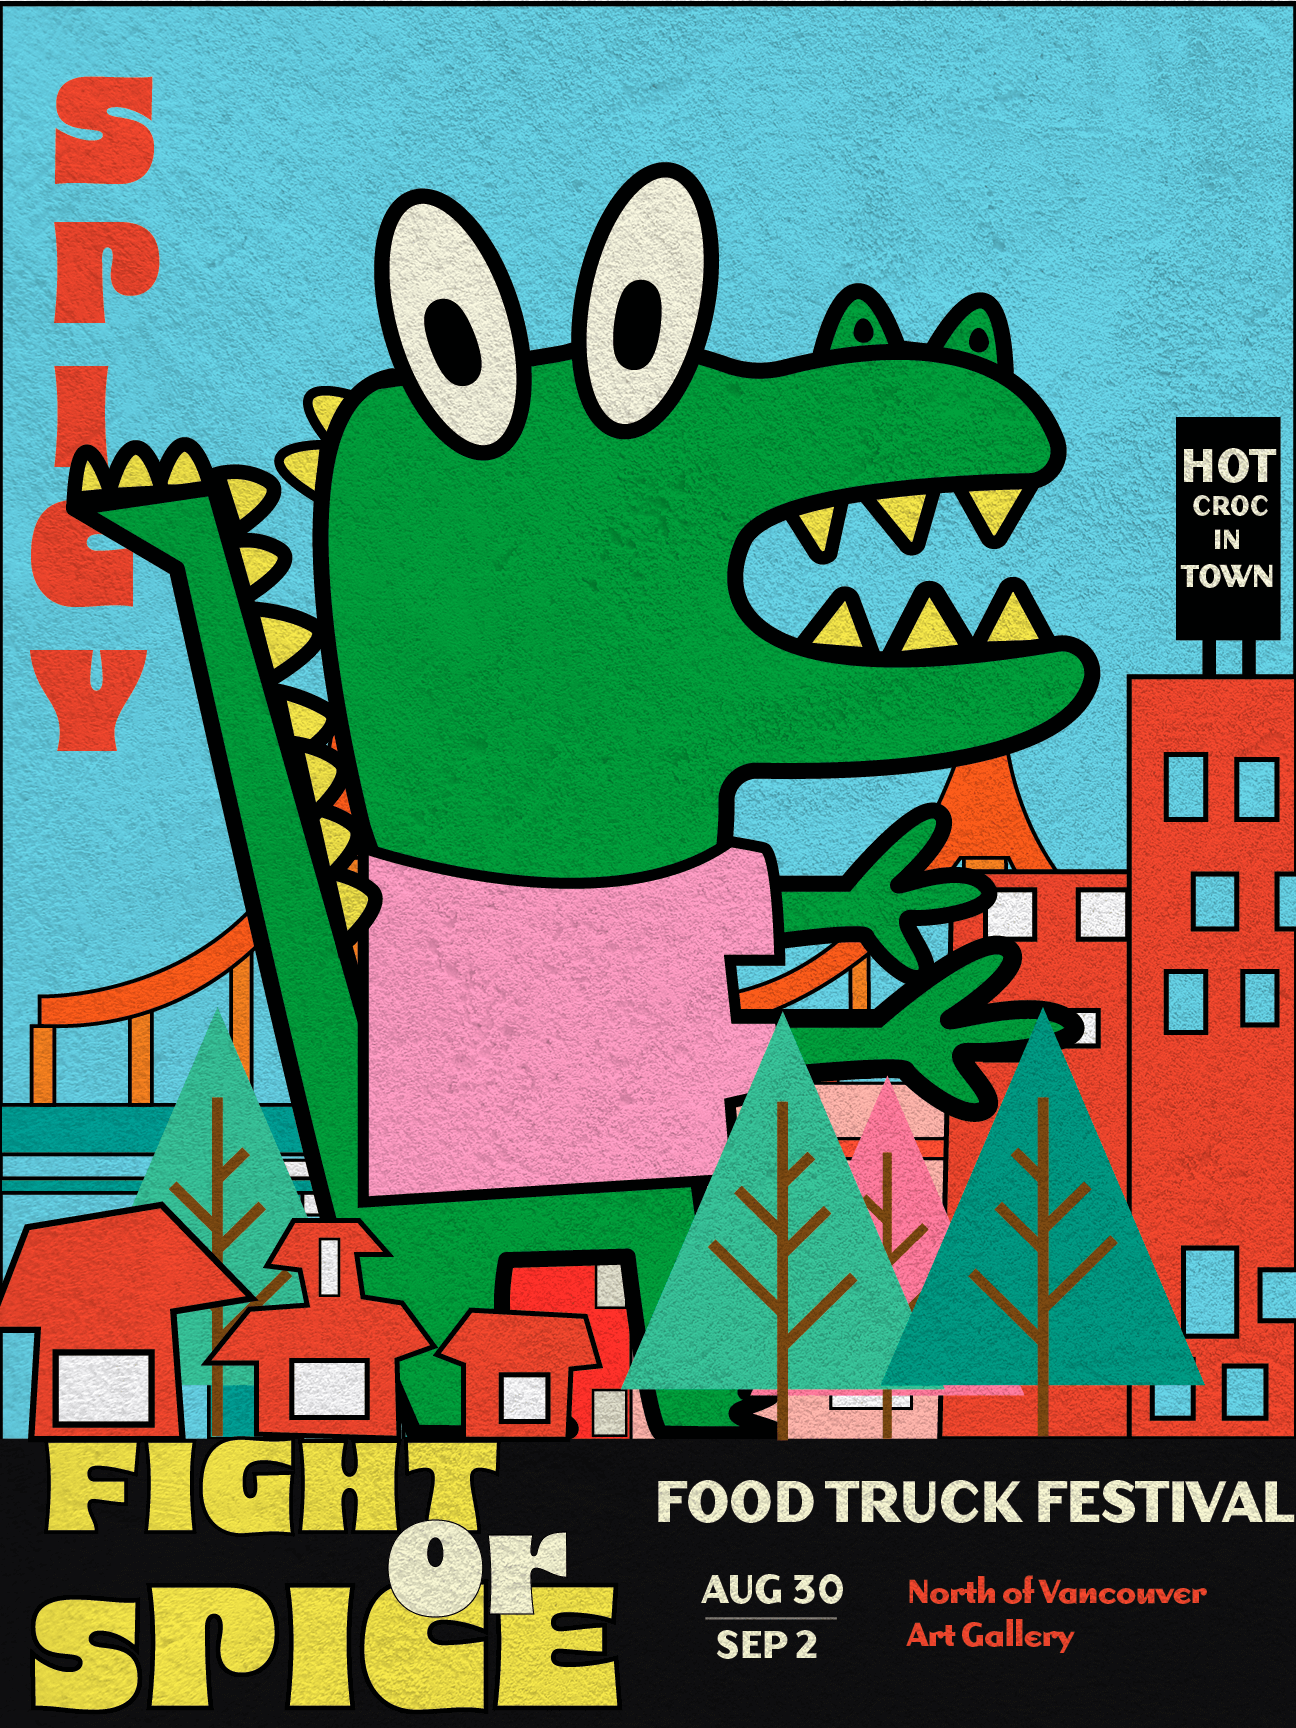 SPICY
HOT
CROC
IN
TOWN
FIGHT
or
SPICE
FOOD TRUCK FESTIVAL
AUG 30
SEP 2
North of Vancouver
Art Gallery